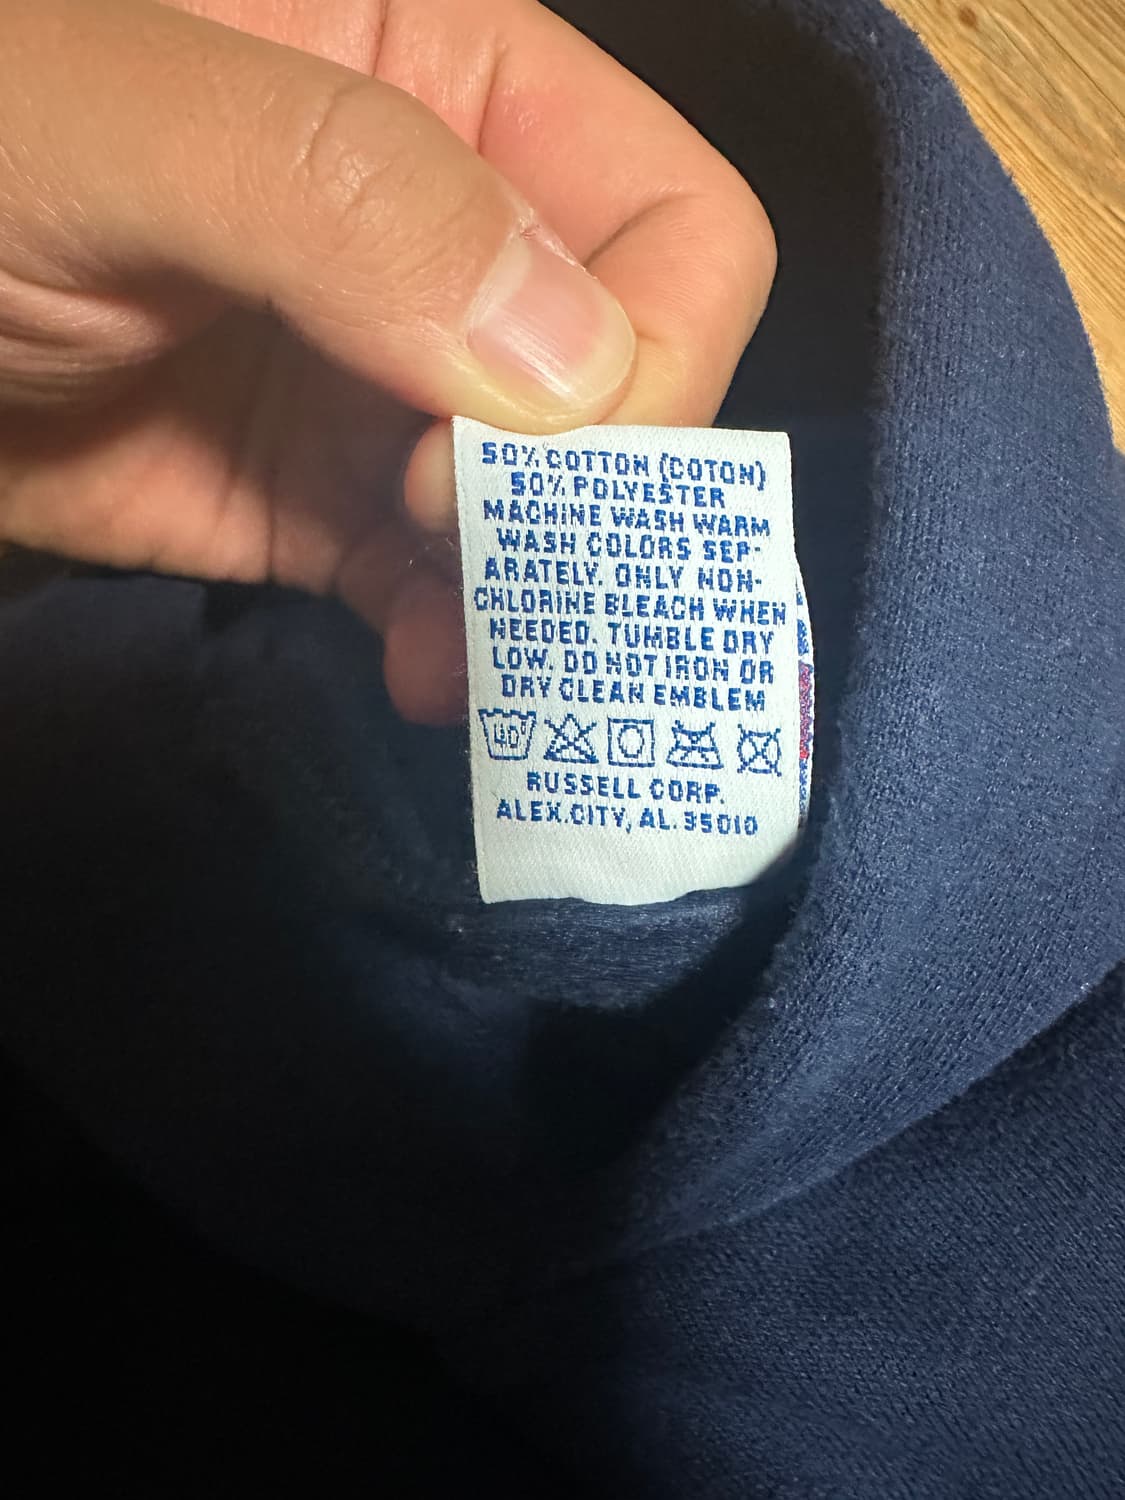 50% COTTON (COTON)
50% POLYESTER
MACHINE WASH WARM
WASH COLORS SEP-
ARATELY. ONLY NON-
CHLORINE BLEACH WHEN
NEEDED. TUMBLE DRY
LOW. DO NOT IRON OR
DRY CLEAN EMBLEM
40°
RUSSELL CORP.
ALEX.CITY, AL. 35010